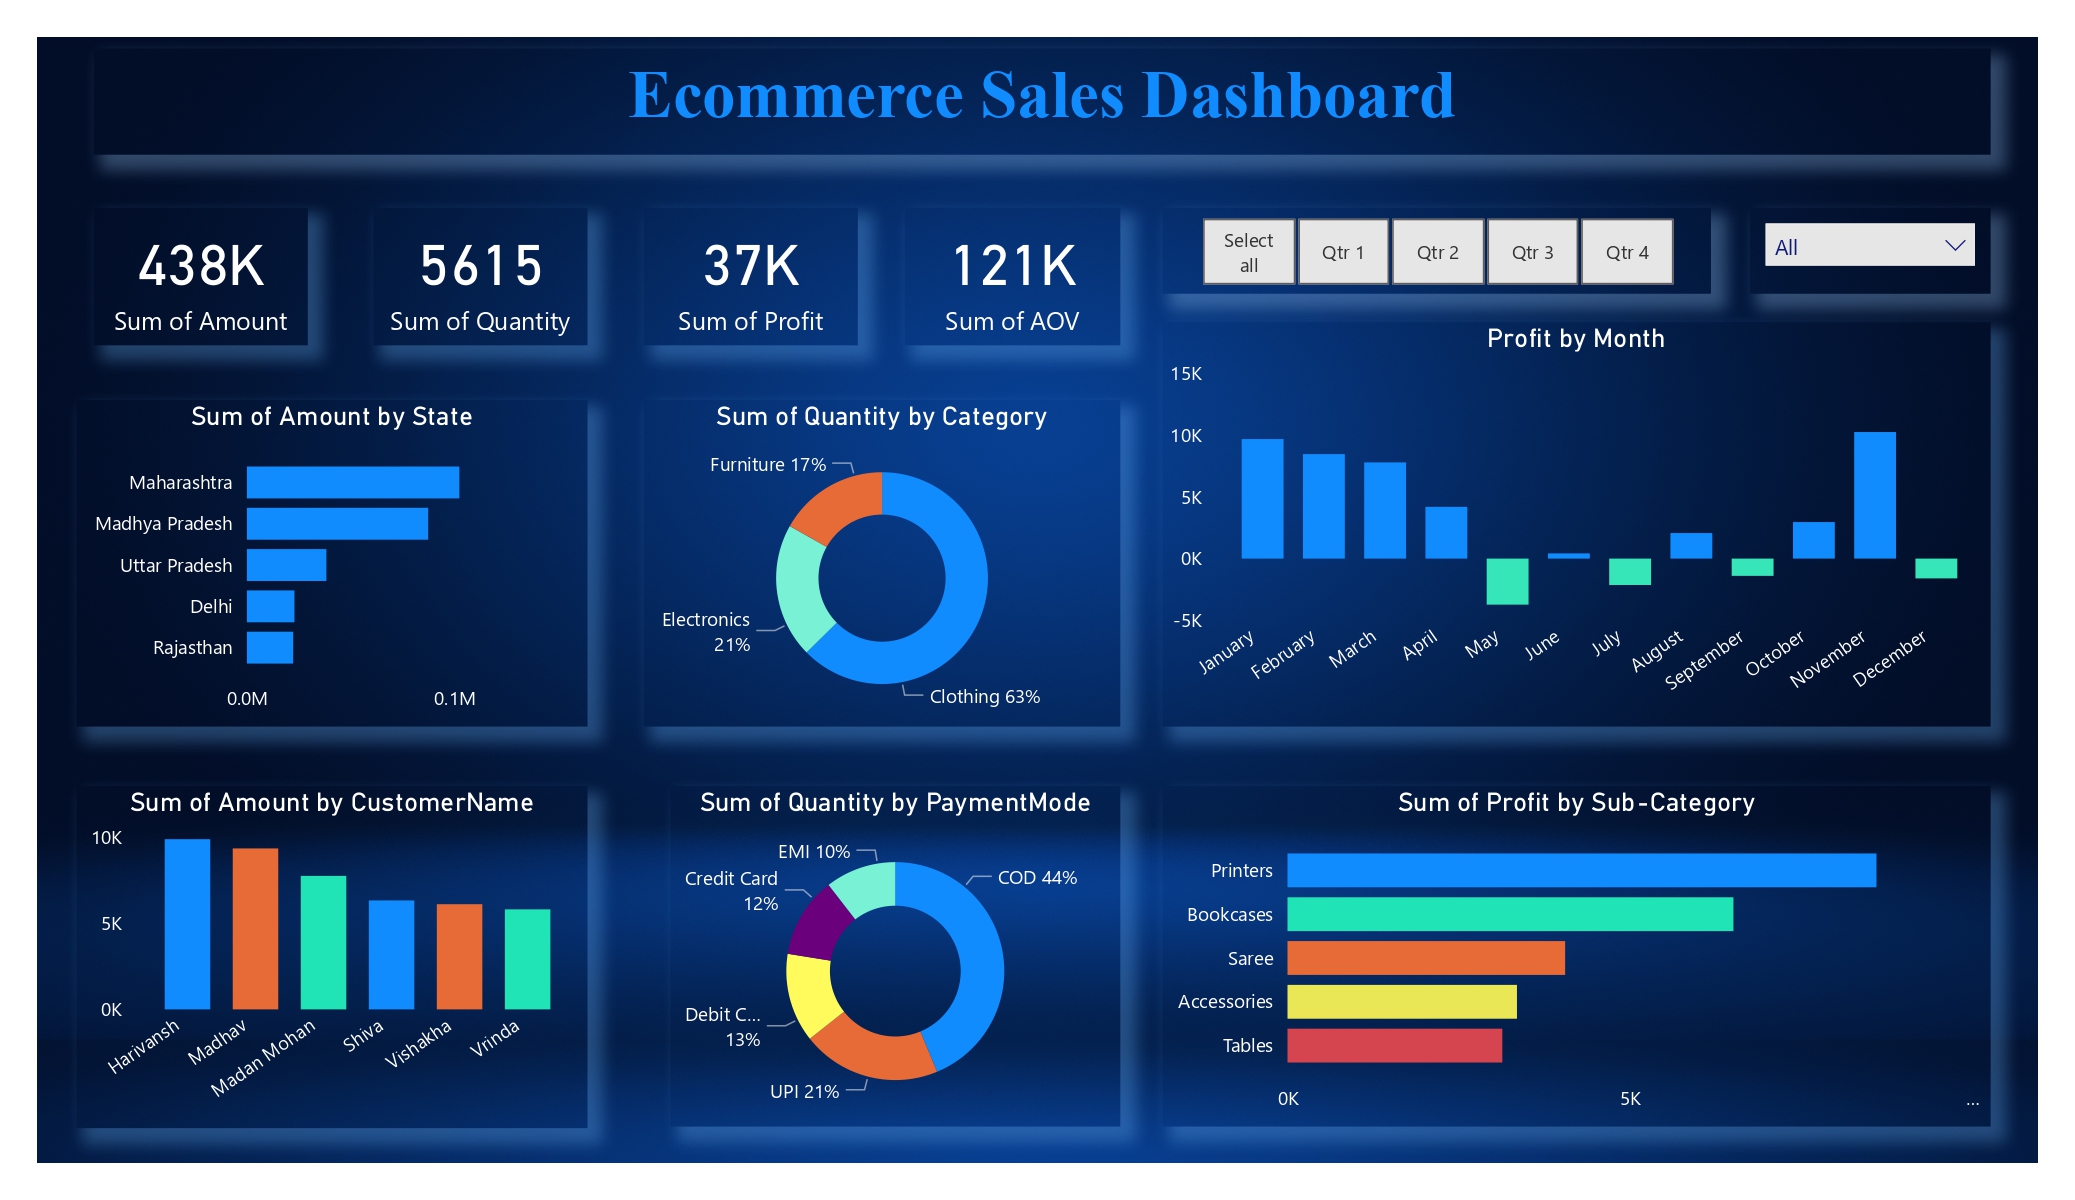 Ecommerce Sales Dashboard
438K
Sum of Amount
5615
Sum of Quantity
37K
Sum of Profit
121K
Sum of AOV
Select
all
Qtr 1
Qtr 2
Qtr 3
Qtr 4
All
Sum of Amount by State
Maharashtra
Madhya Pradesh
Uttar Pradesh
Delhi
Rajasthan
0.0M
0.1M
Sum of Quantity by Category
Furniture 17%
Electronics
21%
Clothing 63%
Profit by Month
15K
10K
5K
0K
-5K
January
February
March
April
May
June
July
August
September
October
November
December
Sum of Amount by CustomerName
10K
5K
0K
Harivansh
Madhav
Madan Mohan
Shiva
Vishakha
Vrinda
Sum of Quantity by PaymentMode
EMI 10%
Credit Card
12%
COD 44%
Debit C...
13%
UPI 21%
Sum of Profit by Sub-Category
Printers
Bookcases
Saree
Accessories
Tables
0K
5K
...